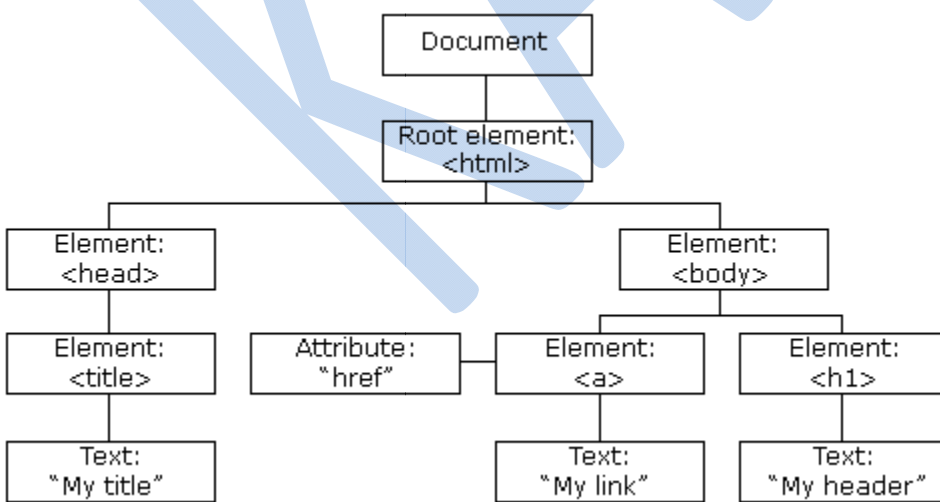 Document
Root element:
<html>
Element:
<head>
Element:
<body>
Element:
<title>
Attribute:
“href”
Element:
<a>
Element:
<h1>
Text:
“My title”
Text:
“My link”
Text:
“My header”